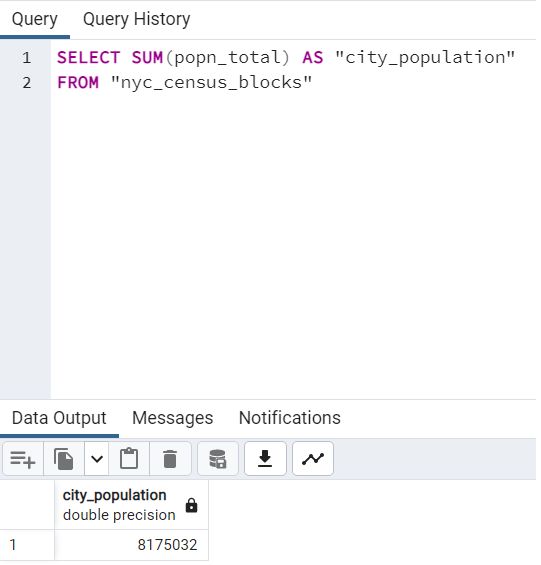 Query Query History
1 SELECT SUM(popn_total) AS "city_population"
2 FROM "nyc_census_blocks"
Data Output Messages Notifications
city_population
double precision
1 8175032